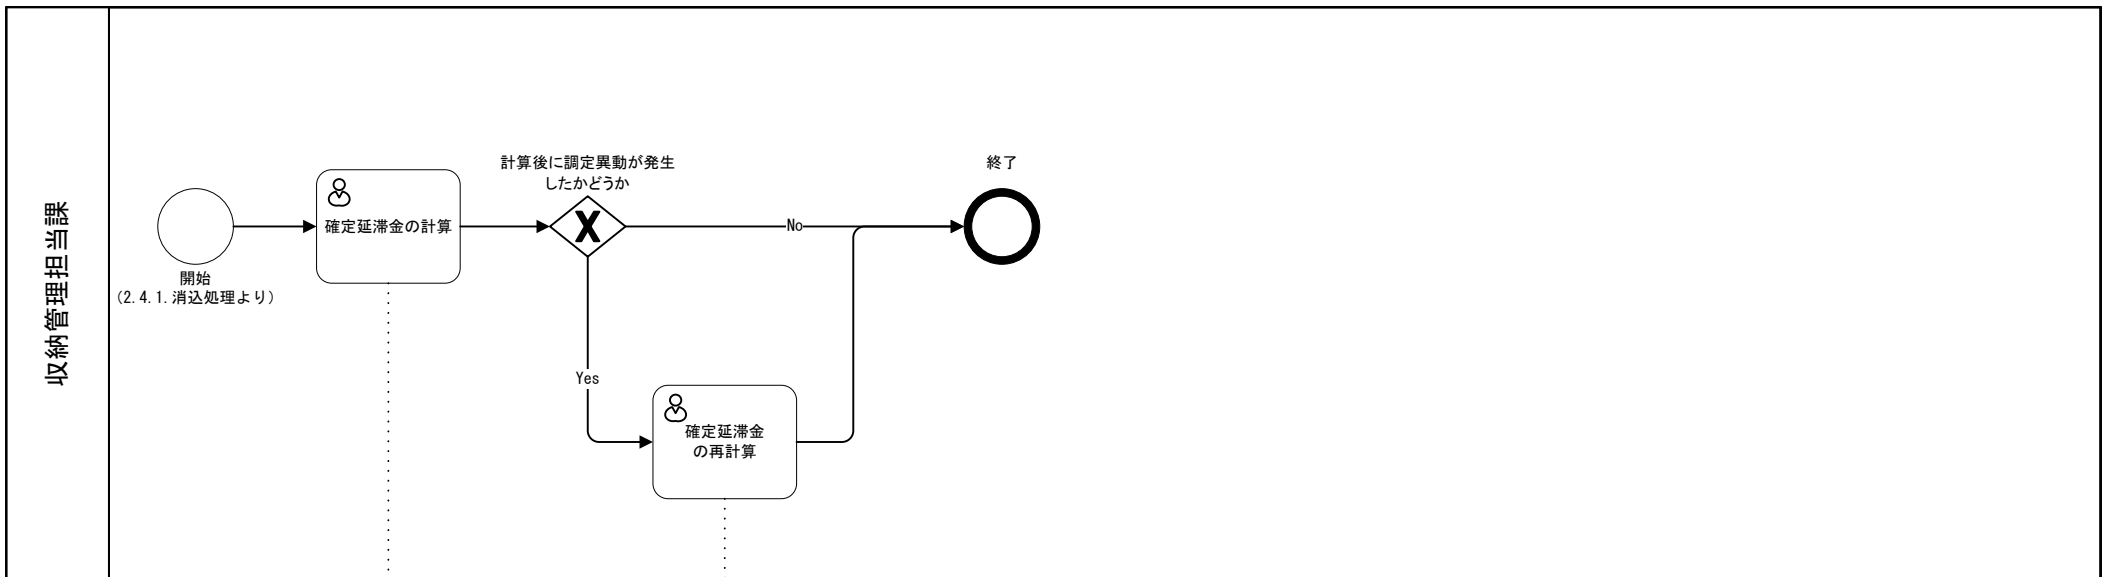 収納管理担当課
開始
(2.4.1.消込処理より)
確定延滞金の計算
計算後に調定異動が発生
したかどうか
No
終了
Yes
確定延滞金
の再計算